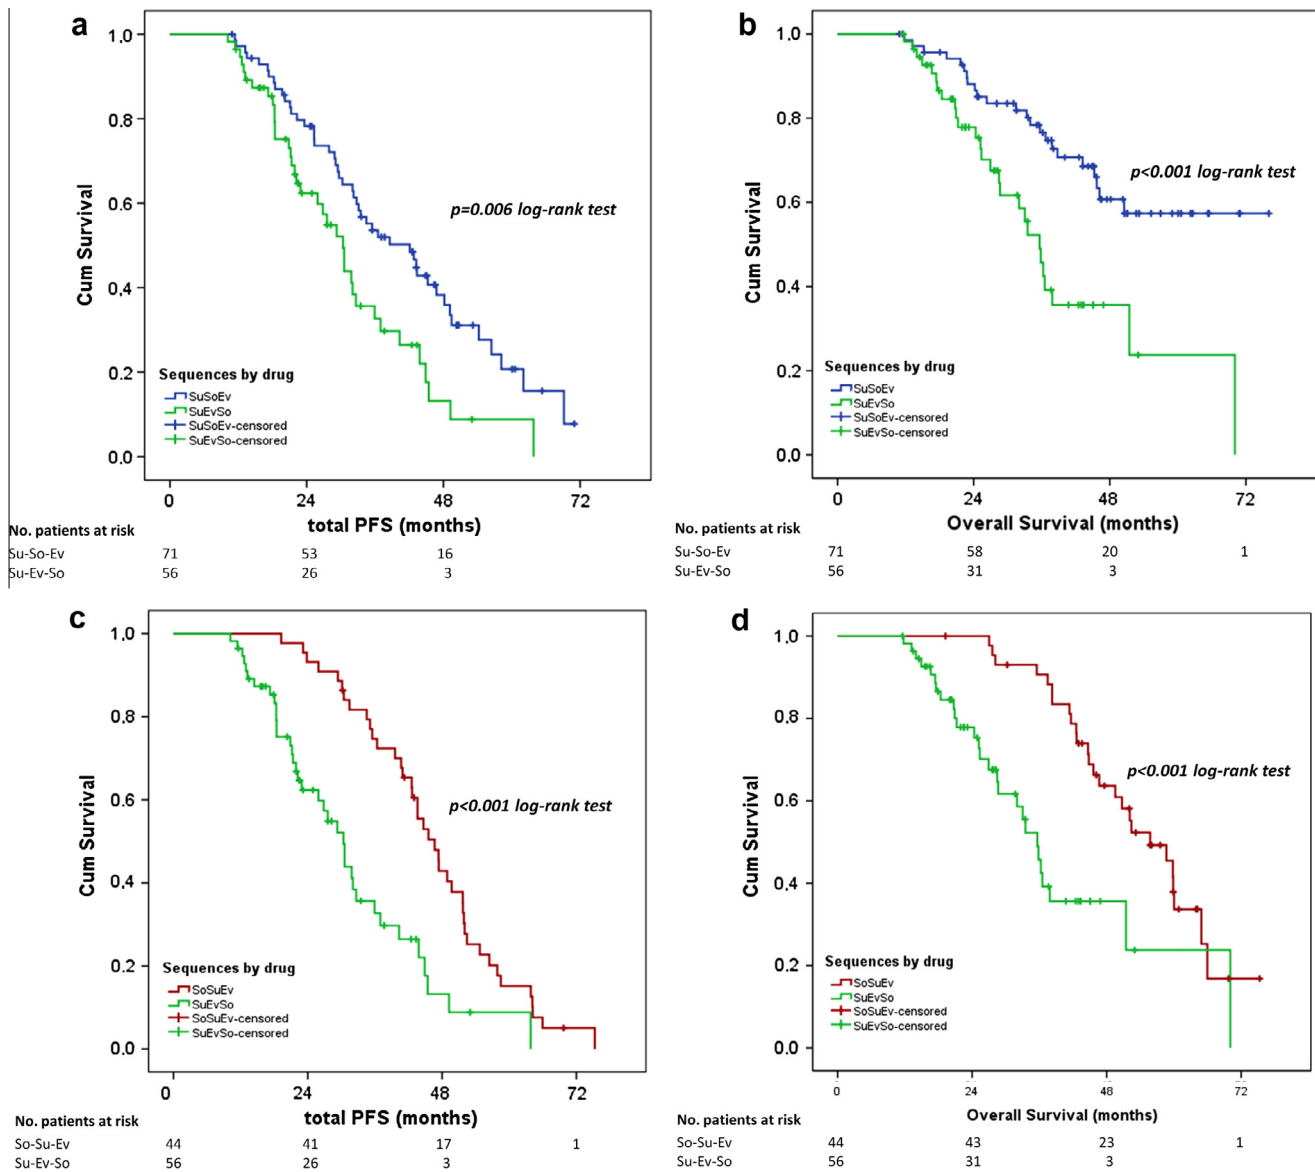 a
1.0
0.8
0.6
0.4
0.2
0.0
Cum Survival
p=0.006 log-rank test
Sequences by drug
SuSoEv
SuEvSo
SuSoEv-censored
SuEvSo-censored
0 24 48 72
total PFS (months)
No. patients at risk
Su-So-Ev 71 53 16
Su-Ev-So 56 26 3
b
1.0
0.8
0.6
0.4
0.2
0.0
Cum Survival
p<0.001 log-rank test
Sequences by drug
SuSoEv
SuEvSo
SuSoEv-censored
SuEvSo-censored
0 24 48 72
Overall Survival (months)
No. patients at risk
Su-So-Ev 71 58 20 1
Su-Ev-So 56 31 3
c
1.0
0.8
0.6
0.4
0.2
0.0
Cum Survival
p<0.001 log-rank test
Sequences by drug
SoSuEv
SuEvSo
SoSuEv-censored
SuEvSo-censored
0 24 48 72
total PFS (months)
No. patients at risk
So-Su-Ev 44 41 17 1
Su-Ev-So 56 26 3
d
1.0
0.8
0.6
0.4
0.2
0.0
Cum Survival
p<0.001 log-rank test
Sequences by drug
SoSuEv
SuEvSo
SoSuEv-censored
SuEvSo-censored
0 24 48 72
Overall Survival (months)
No. patients at risk
So-Su-Ev 44 43 23 1
Su-Ev-So 56 31 3